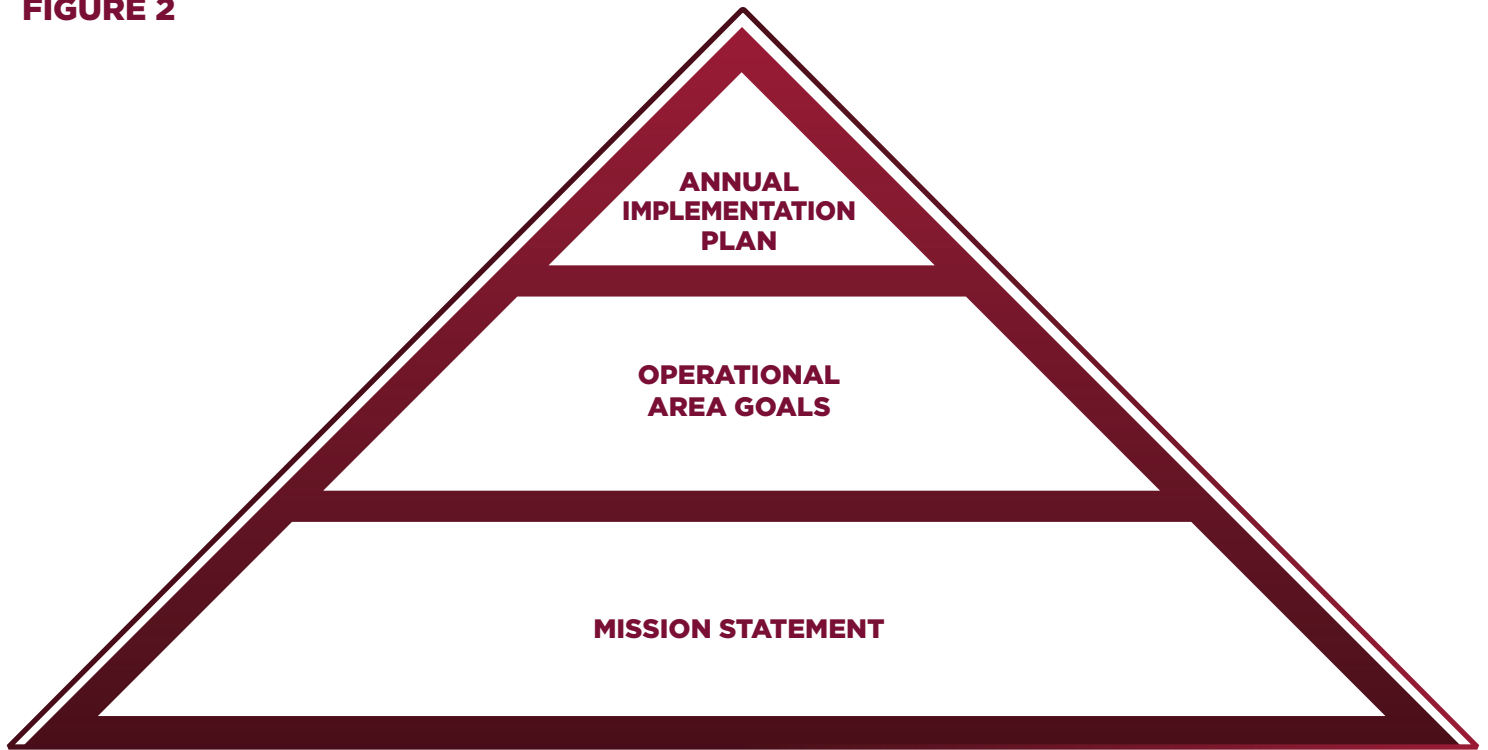 FIGURE 2
ANNUAL
IMPLEMENTATION
PLAN
OPERATIONAL
AREA GOALS
MISSION STATEMENT